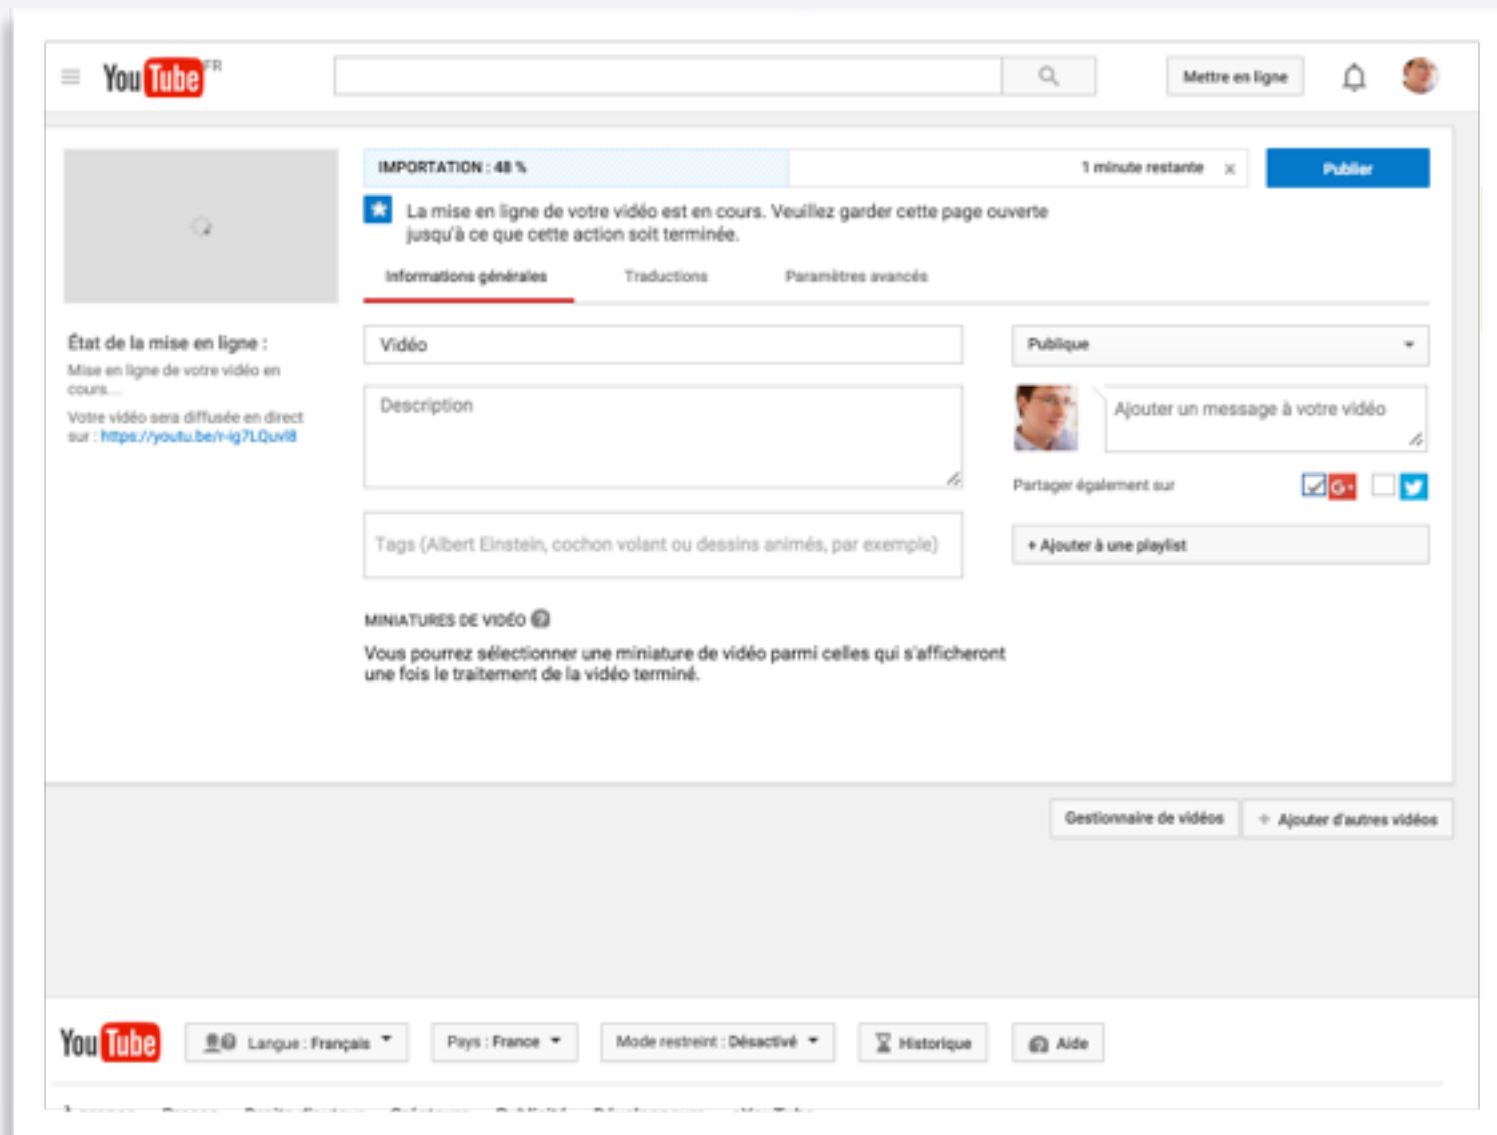 YouTube FR
Mettre en ligne
IMPORTATION : 48 %
1 minute restante
Publier
La mise en ligne de votre vidéo est en cours. Veuillez garder cette page ouverte
jusqu'à ce que cette action soit terminée.
Informations générales Traductions Paramètres avancés
État de la mise en ligne :
Mise en ligne de votre vidéo en
cours....
Votre vidéo sera diffusée en direct
sur : https://youtu.be/r-ig7LQuvI8
Vidéo
Description
Tags (Albert Einstein, cochon volant ou dessins animés, par exemple)
Publique
Ajouter un message à votre vidéo
Partager également sur
G+
+ Ajouter à une playlist
MINIATURES DE VIDÉO
Vous pourrez sélectionner une miniature de vidéo parmi celles qui s'afficheront
une fois le traitement de la vidéo terminé.
Gestionnaire de vidéos + Ajouter d'autres vidéos
YouTube Langue : Français Pays : France Mode restreint : Désactivé Historique Aide